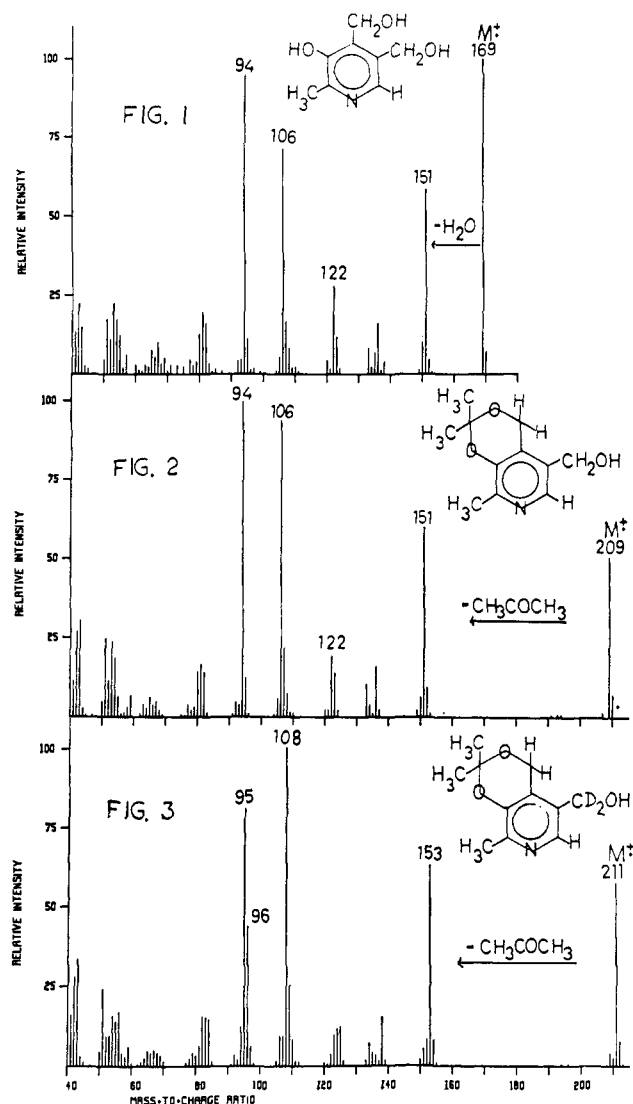 CH₂OH
HO
CH₂OH
H₃C
N
H
M⁺·
169
94
FIG. 1
106
151
-H₂O
122
100
75
50
25
RELATIVE INTENSITY
94
106
H₃C
H₃C
O
H
H
O
CH₂OH
H₃C
N
H
FIG. 2
151
M⁺·
209
-CH₃COCH₃
122
100
75
50
25
RELATIVE INTENSITY
108
H₃C
H₃C
O
H
H
O
CD₂OH
H₃C
N
H
FIG. 3
95
96
153
M⁺·
211
-CH₃COCH₃
100
75
50
25
RELATIVE INTENSITY
40 60 80 100 120 140 160 180 200
MASS-TO-CHARGE RATIO